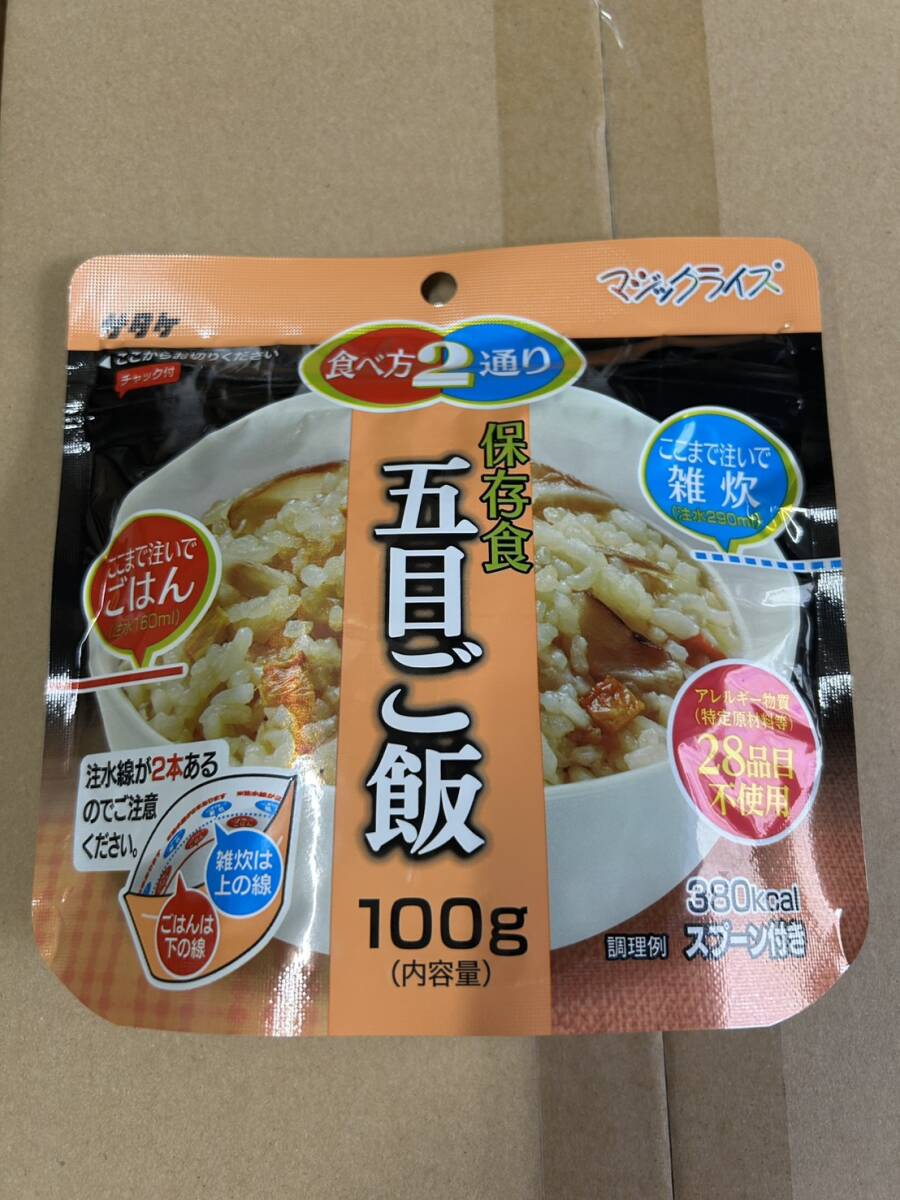 サタケ
マジックライス
◀ここからお切りください
チャック付
食べ方2通り
保存食
五目ご飯
100g
(内容量)
ここまで注いで
雑炊
(注水290ml)
ここまで注いで
ごはん
(注水160ml)
アレルギー物質
(特定原材料等)
28品目
不使用
注水線が2本ある
のでご注意
ください。
雑炊は
上の線
ごはんは
下の線
380kcal
調理例 スプーン付き